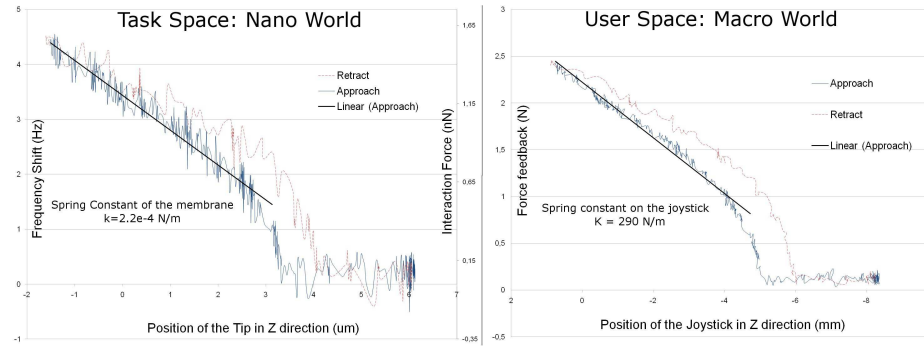 Task Space: Nano World
5
4
3
2
1
0
-1
Frequency Shift (Hz)
-2
-1
0
1
2
3
4
5
6
7
Position of the Tip in Z direction (um)
1,65
1,15
0,65
0,15
-0,35
Interaction Force (nN)
Retract
Approach
Linear (Approach)
Spring Constant of the membrane
k=2.2e-4 N/m
User Space: Macro World
3
2,5
2
1,5
1
0,5
0
-0,5
Force feedback (N)
2
0
-2
-4
-6
-8
Position of the Joystick in Z direction (mm)
Approach
Retract
Linear (Approach)
Spring constant on the joystick
K = 290 N/m